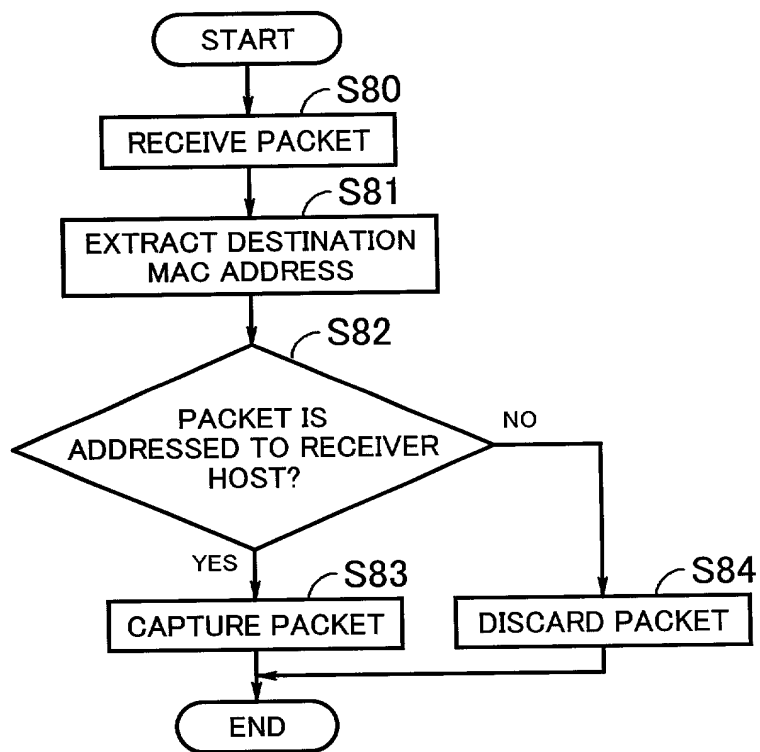 START
S80
RECEIVE PACKET
S81
EXTRACT DESTINATION
MAC ADDRESS
S82
PACKET IS
ADDRESSED TO RECEIVER
HOST?
NO
YES
S83
CAPTURE PACKET
S84
DISCARD PACKET
END